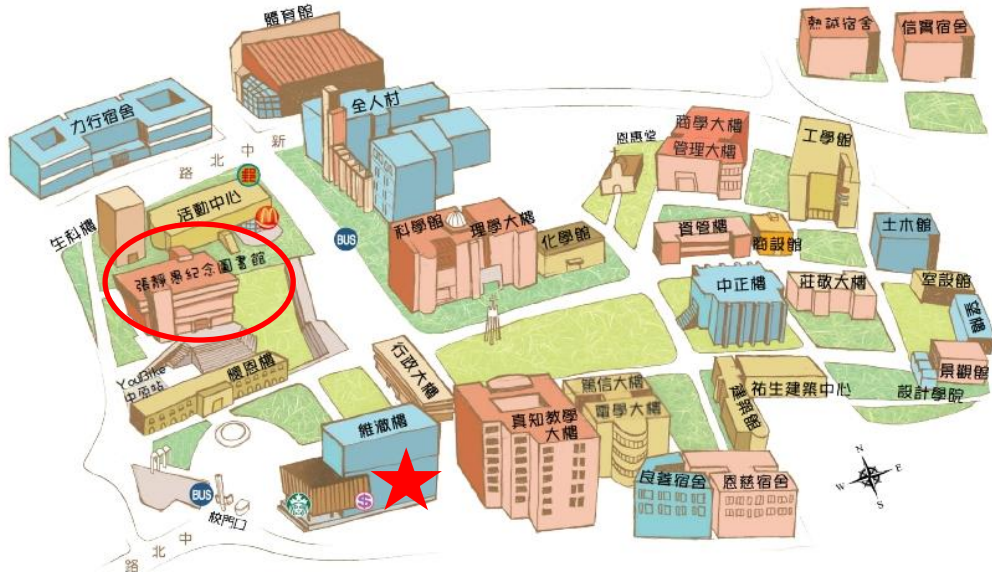 體育館
熱誠宿舍
信實宿舍
力行宿舍
全人村
新
中
北
路
商學大樓
管理大樓
恩惠堂
工學館
郵
活動中心
生科樓
BUS
科學館
理學大樓
化學館
資管樓
商設館
土木館
張靜愚紀念圖書館
中正樓
莊敬大樓
室設館
YouBike
中原站
懷恩樓
行政大樓
景觀館
設計學院
篤信大樓
電學大樓
真知教學
大樓
建築館
祐生建築中心
維澈樓
良善宿舍
恩慈宿舍
N
W
E
S
BUS
校門口
$
中
北
路